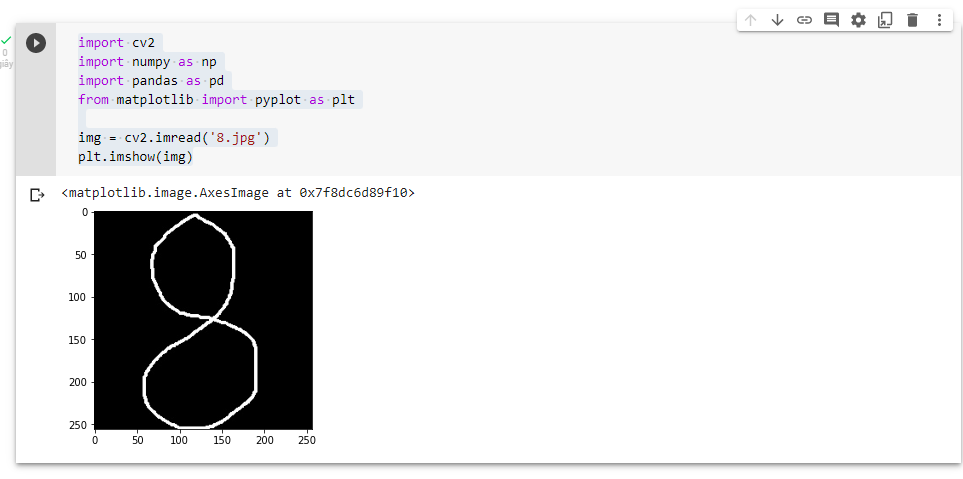 import cv2
import numpy as np
import pandas as pd
from matplotlib import pyplot as plt
img = cv2.imread('8.jpg')
plt.imshow(img)
0
giây
<matplotlib.image.AxesImage at 0x7f8dc6d89f10>
0
50
100
150
200
250
0 50 100 150 200 250